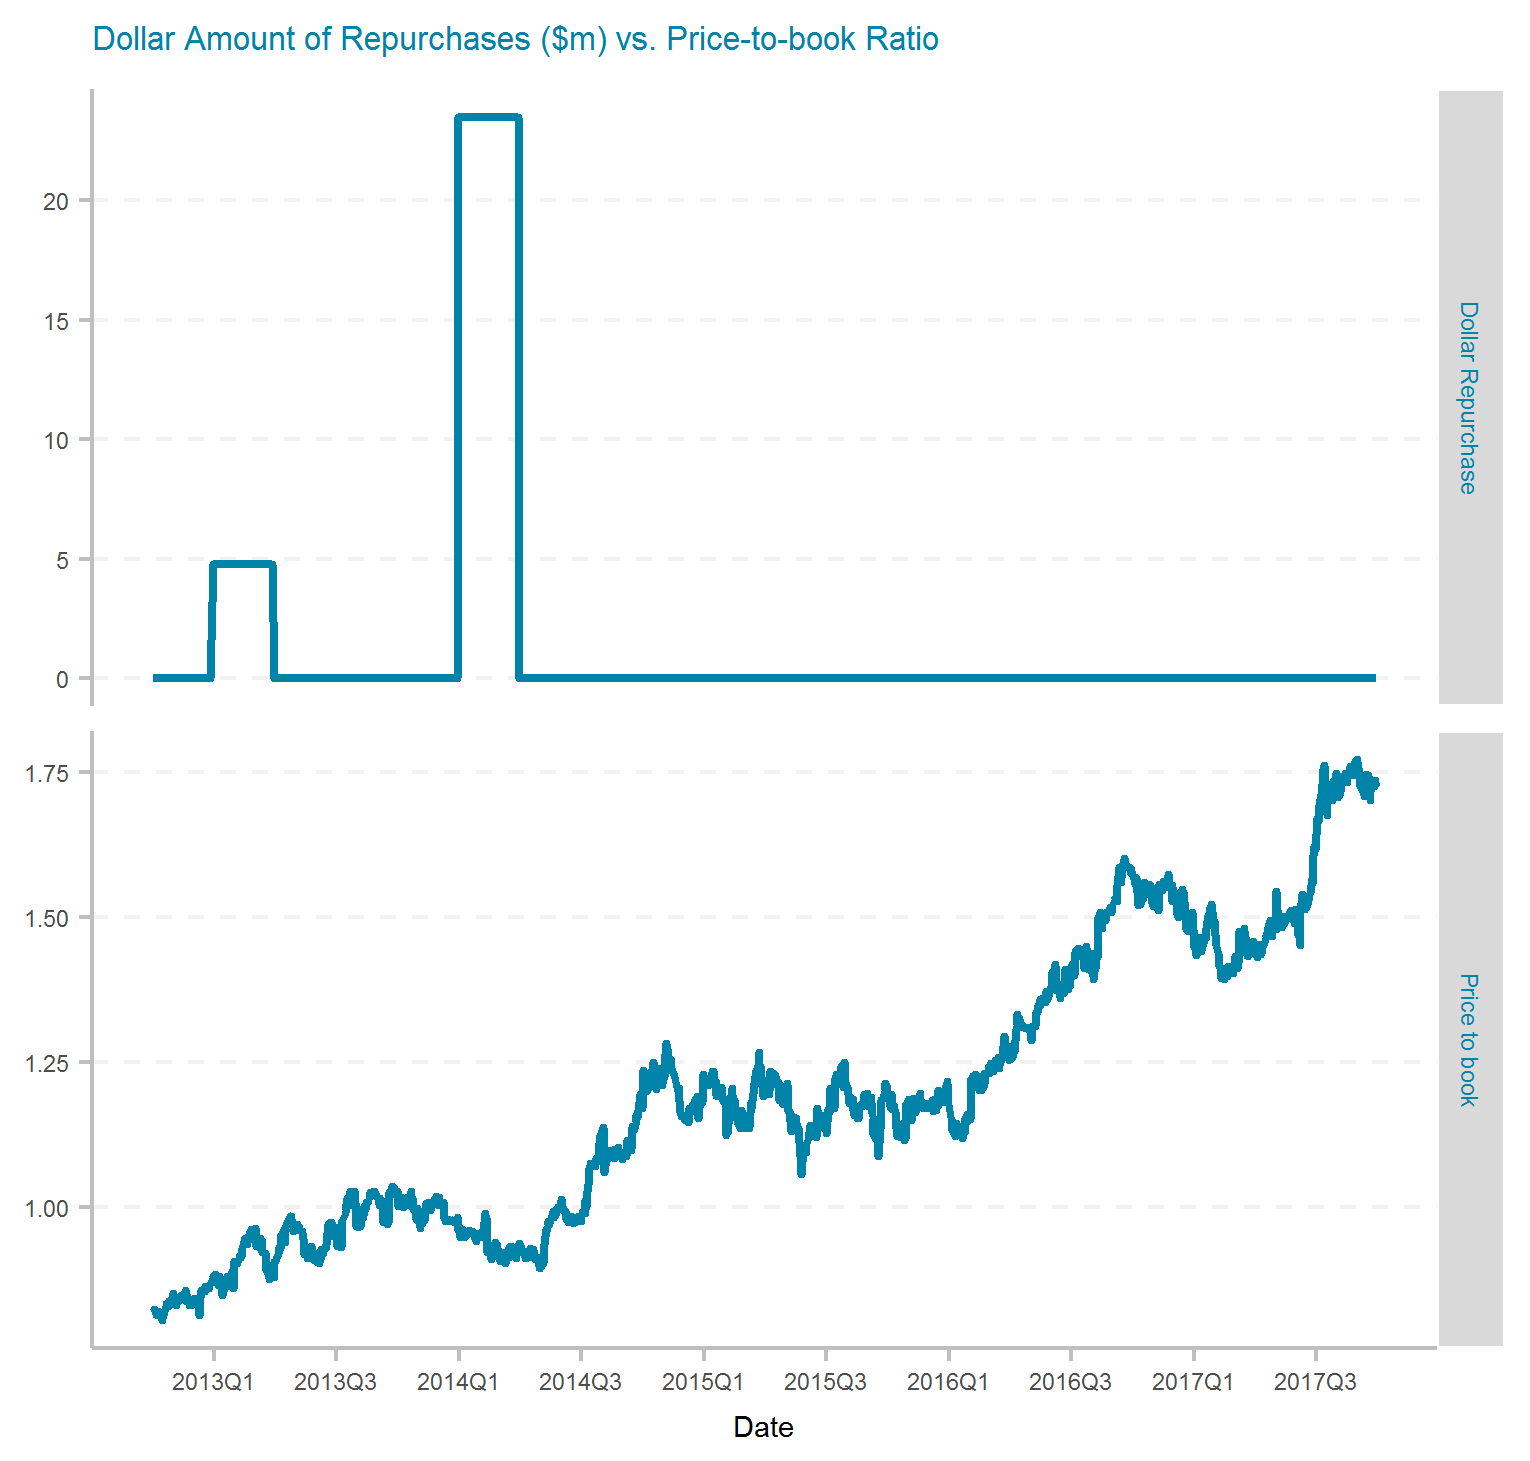 Dollar Amount of Repurchases ($m) vs. Price-to-book Ratio
20
15
10
5
0
Dollar Repurchase
1.75
1.50
1.25
1.00
Price to book
2013Q1 2013Q3 2014Q1 2014Q3 2015Q1 2015Q3 2016Q1 2016Q3 2017Q1 2017Q3
Date